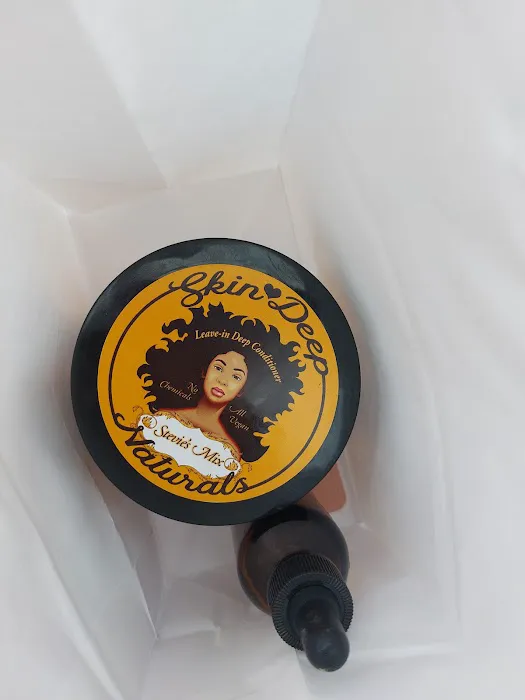 Skin♥Deep
Leave-in Deep Conditioner
No
Chemicals
All
Vegan
Stevie's Mix
Naturals